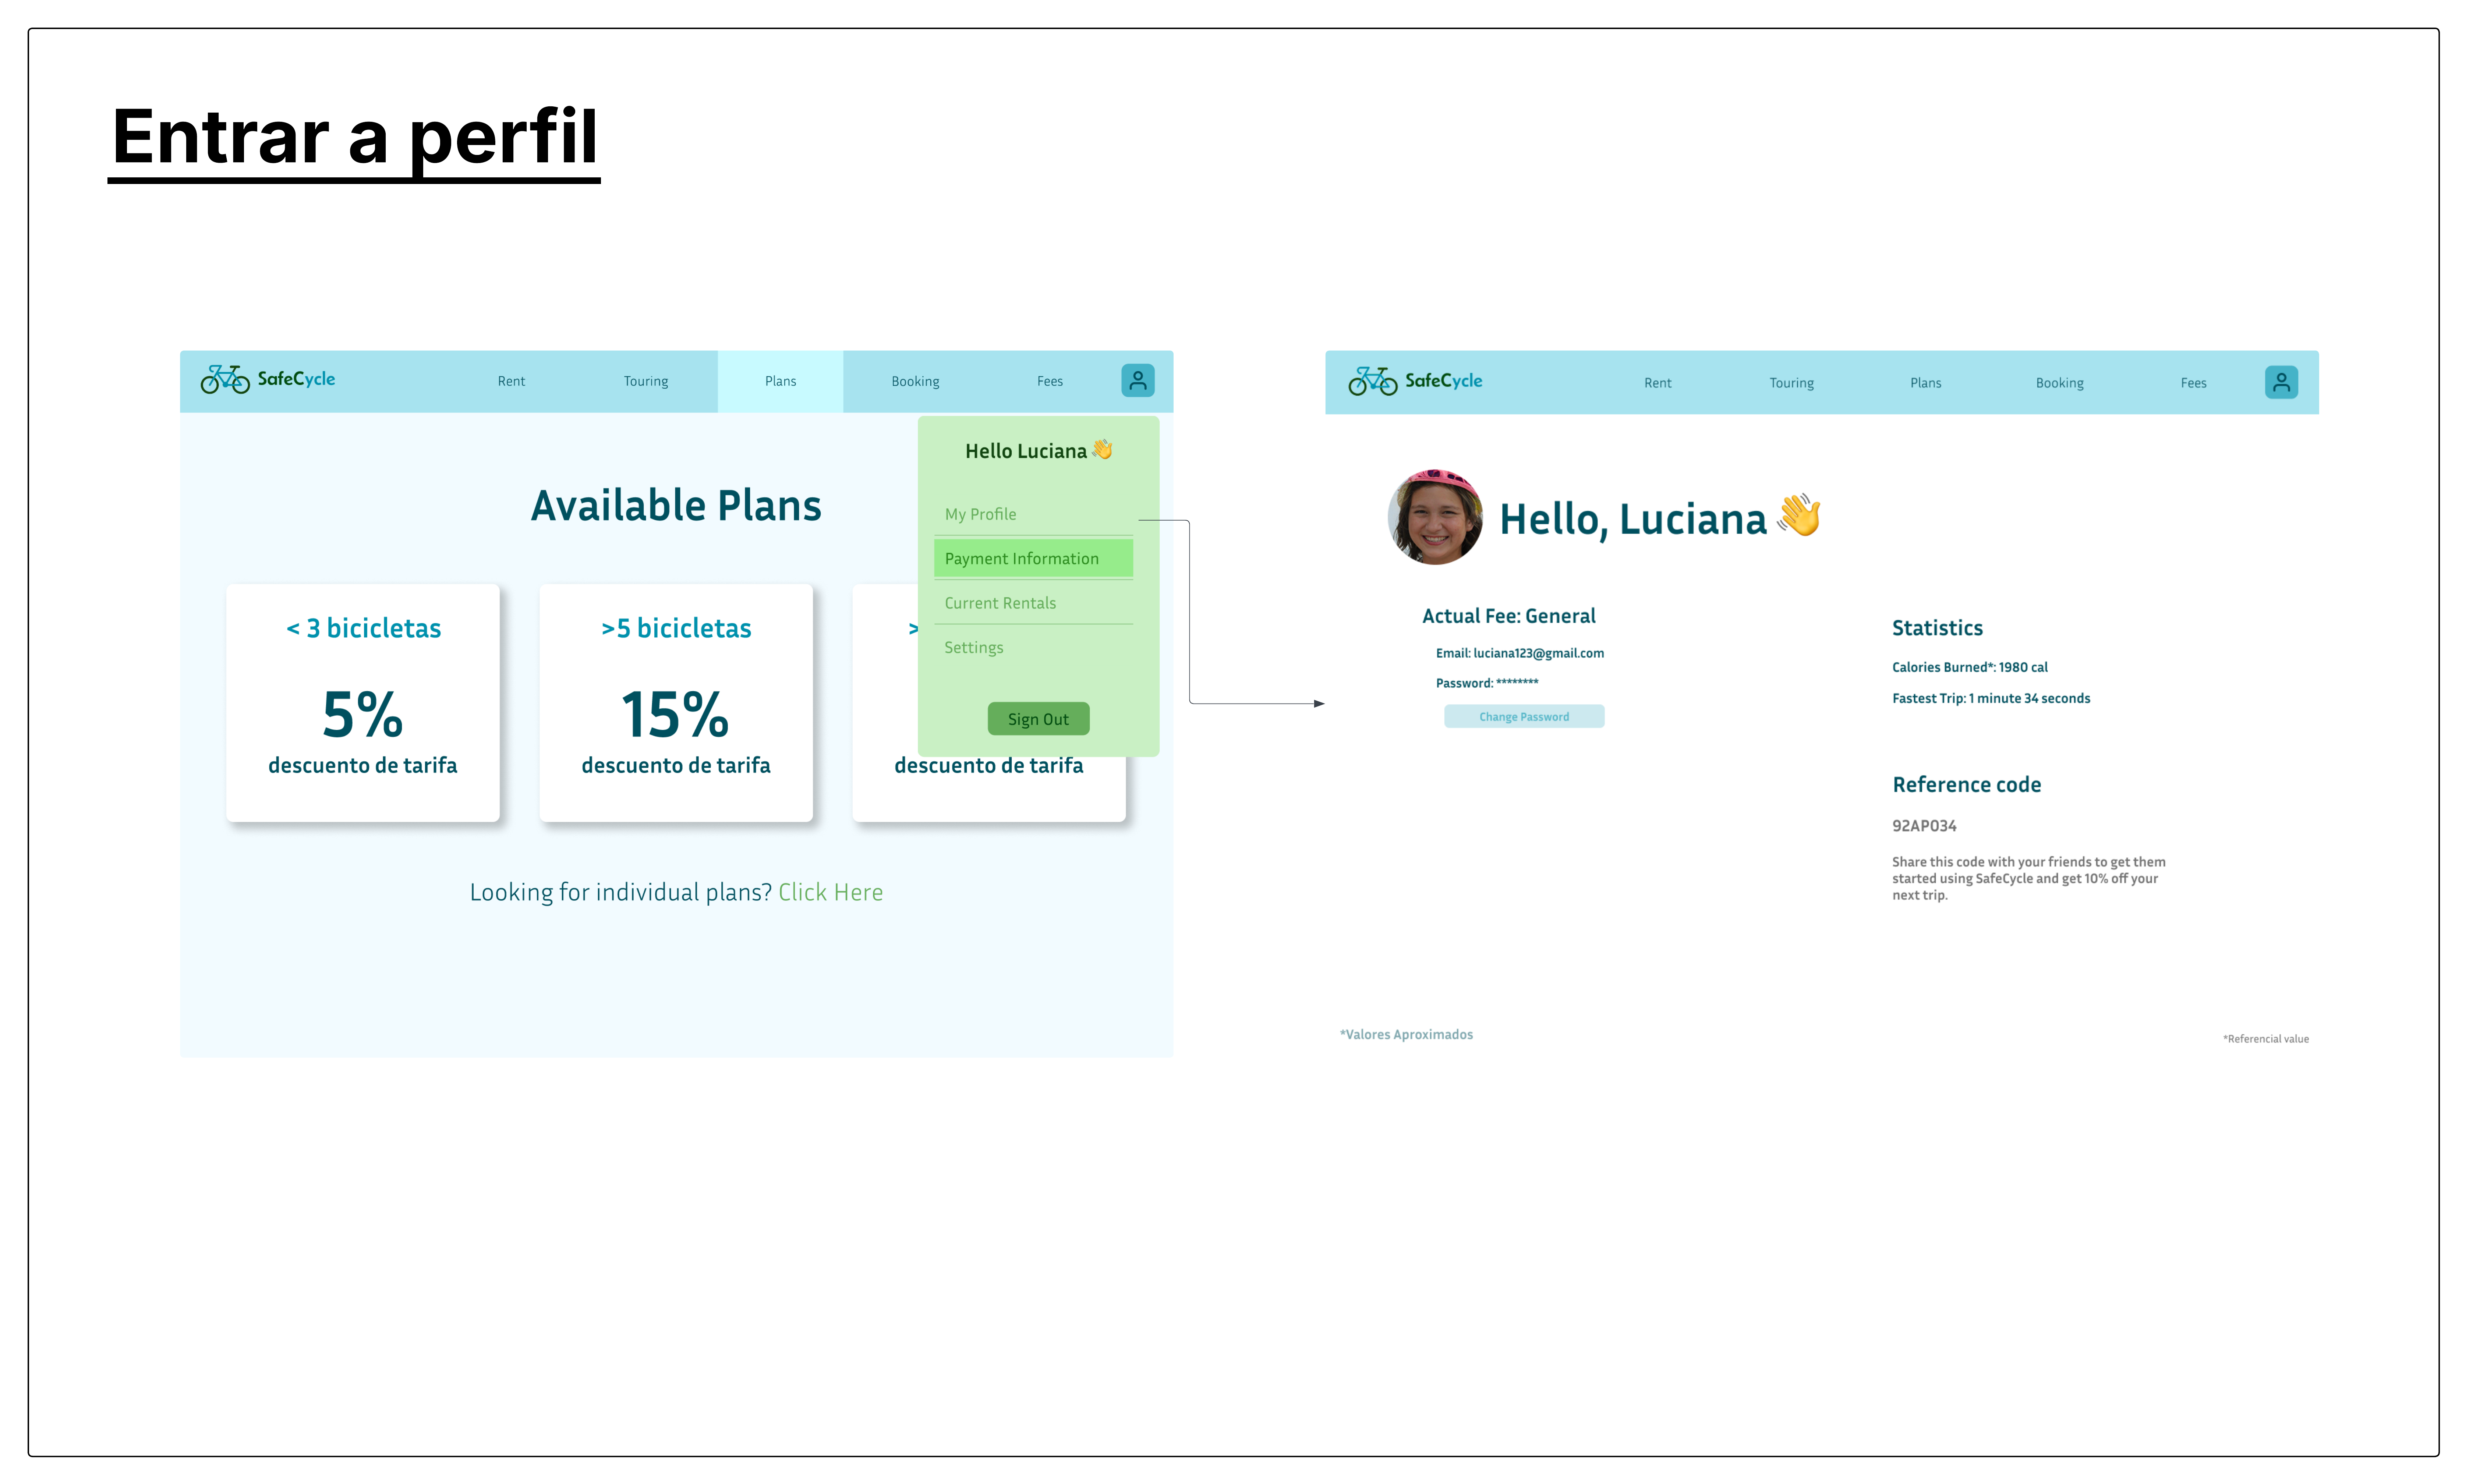 Entrar a perfil
SafeCycle
Rent
Touring
Plans
Booking
Fees
Hello Luciana 👋
My Profile
Payment Information
Current Rentals
Settings
Sign Out
Available Plans
< 3 bicicletas
5%
descuento de tarifa
>5 bicicletas
15%
descuento de tarifa
>
descuento de tarifa
Looking for individual plans? Click Here
SafeCycle
Rent
Touring
Plans
Booking
Fees
Hello, Luciana 👋
Actual Fee: General
Email: luciana123@gmail.com
Password: ********
Change Password
Statistics
Calories Burned*: 1980 cal
Fastest Trip: 1 minute 34 seconds
Reference code
92APO34
Share this code with your friends to get them
started using SafeCycle and get 10% off your
next trip.
*Valores Aproximados
*Referencial value